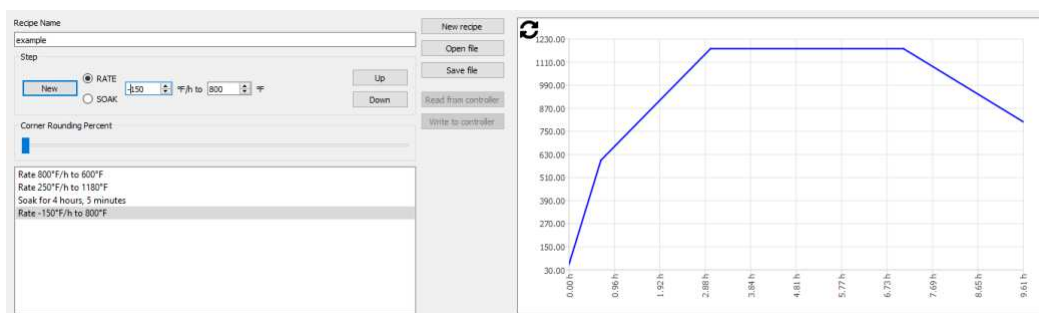 Recipe Name
example
Step
New
RATE
SOAK
-150 °F/h to 800 °F
Up
Down
Corner Rounding Percent
Rate 800°F/h to 600°F
Rate 250°F/h to 1180°F
Soak for 4 hours, 5 minutes
Rate -150°F/h to 800°F
New recipe
Open file
Save file
Read from controller
Write to controller
1230.00
1110.00
990.00
870.00
750.00
630.00
510.00
390.00
270.00
150.00
30.00
0.00 h
0.96 h
1.92 h
2.88 h
3.84 h
4.81 h
5.77 h
6.73 h
7.69 h
8.65 h
9.61 h